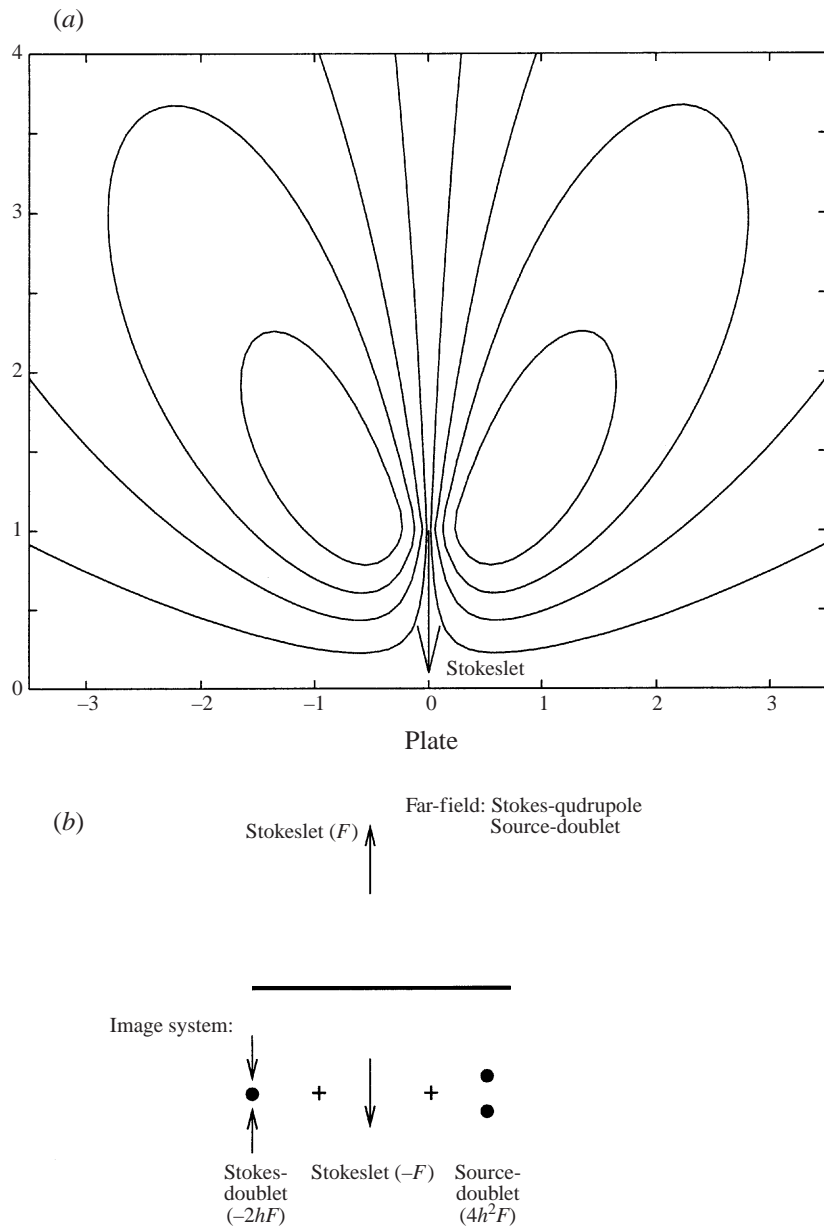 (a)
4
3
2
1
0
Stokeslet
–3
–2
–1
0
1
2
3
Plate
(b)
Far-field: Stokes-qudrupole
Source-doublet
Stokeslet (F)
Image system:
+
+
Stokes-
doublet
(–2hF)
Stokeslet (–F)
Source-
doublet
(4h²F)